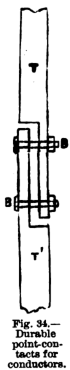 T
B
B
T'
Fig. 34.—
Durable
point-con-
tacts for
conductors.